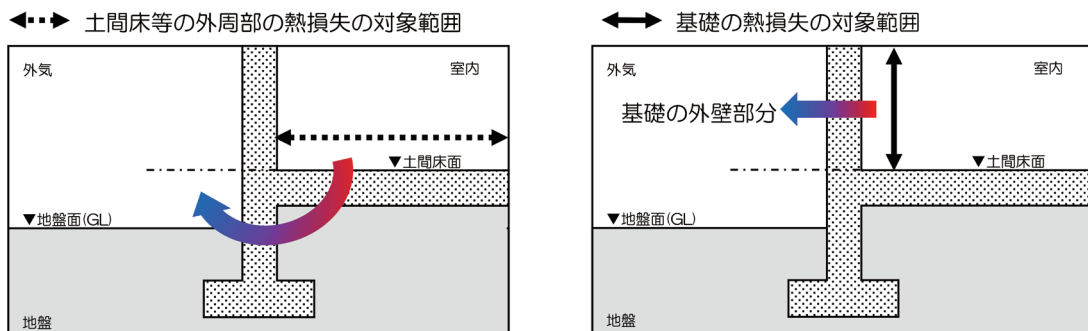 土間床等の外周部の熱損失の対象範囲
外気
室内
▼土間床面
▼地盤面(GL)
地盤
基礎の熱損失の対象範囲
外気
室内
基礎の外壁部分
▼土間床面
▼地盤面(GL)
地盤